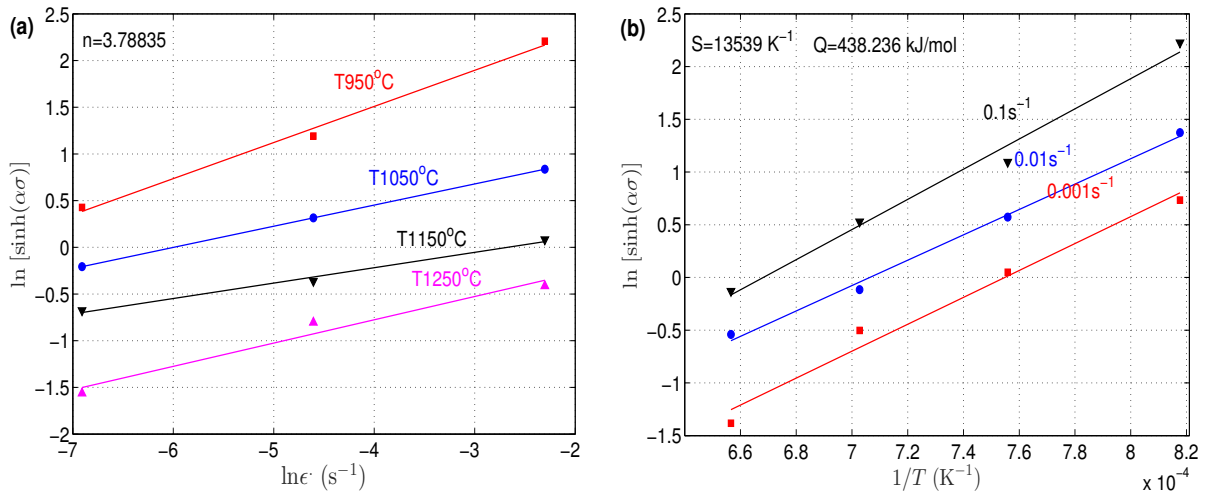 (a)
n=3.78835
T950°C
T1050°C
T1150°C
T1250°C
2.5
2
1.5
1
0.5
0
−0.5
−1
−1.5
−2
−7
−6
−5
−4
−3
−2
ln [sinh(ασ)]
lnϵ˙ (s⁻¹)
(b)
S=13539 K⁻¹ Q=438.236 kJ/mol
0.1s⁻¹
0.01s⁻¹
0.001s⁻¹
2.5
2
1.5
1
0.5
0
−0.5
−1
−1.5
6.6
6.8
7
7.2
7.4
7.6
7.8
8
8.2
ln [sinh(ασ)]
1/T (K⁻¹)
x 10⁻⁴